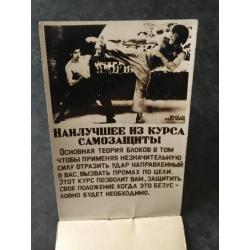 НАИЛУЧШЕЕ ИЗ КУРСА
САМОЗАЩИТЫ
ОСНОВНАЯ ТЕОРИЯ БЛОКОВ В ТОМ
ЧТОБЫ ПРИМЕНЯЯ НЕЗНАЧИТЕЛЬНУЮ
СИЛУ ОТРАЗИТЬ УДАР НАПРАВЛЕННЫЙ
В ВАС, ВЫЗВАТЬ ПРОМАХ ПО ЦЕЛИ.
ЭТОТ КУРС ПОЗВОЛИТ ВАМ, ЗАЩИТИТЬ
СВОЕ ПОЛОЖЕНИЕ КОГДА ЭТО БЕЗУС-
ЛОВНО БУДЕТ НЕОБХОДИМО.